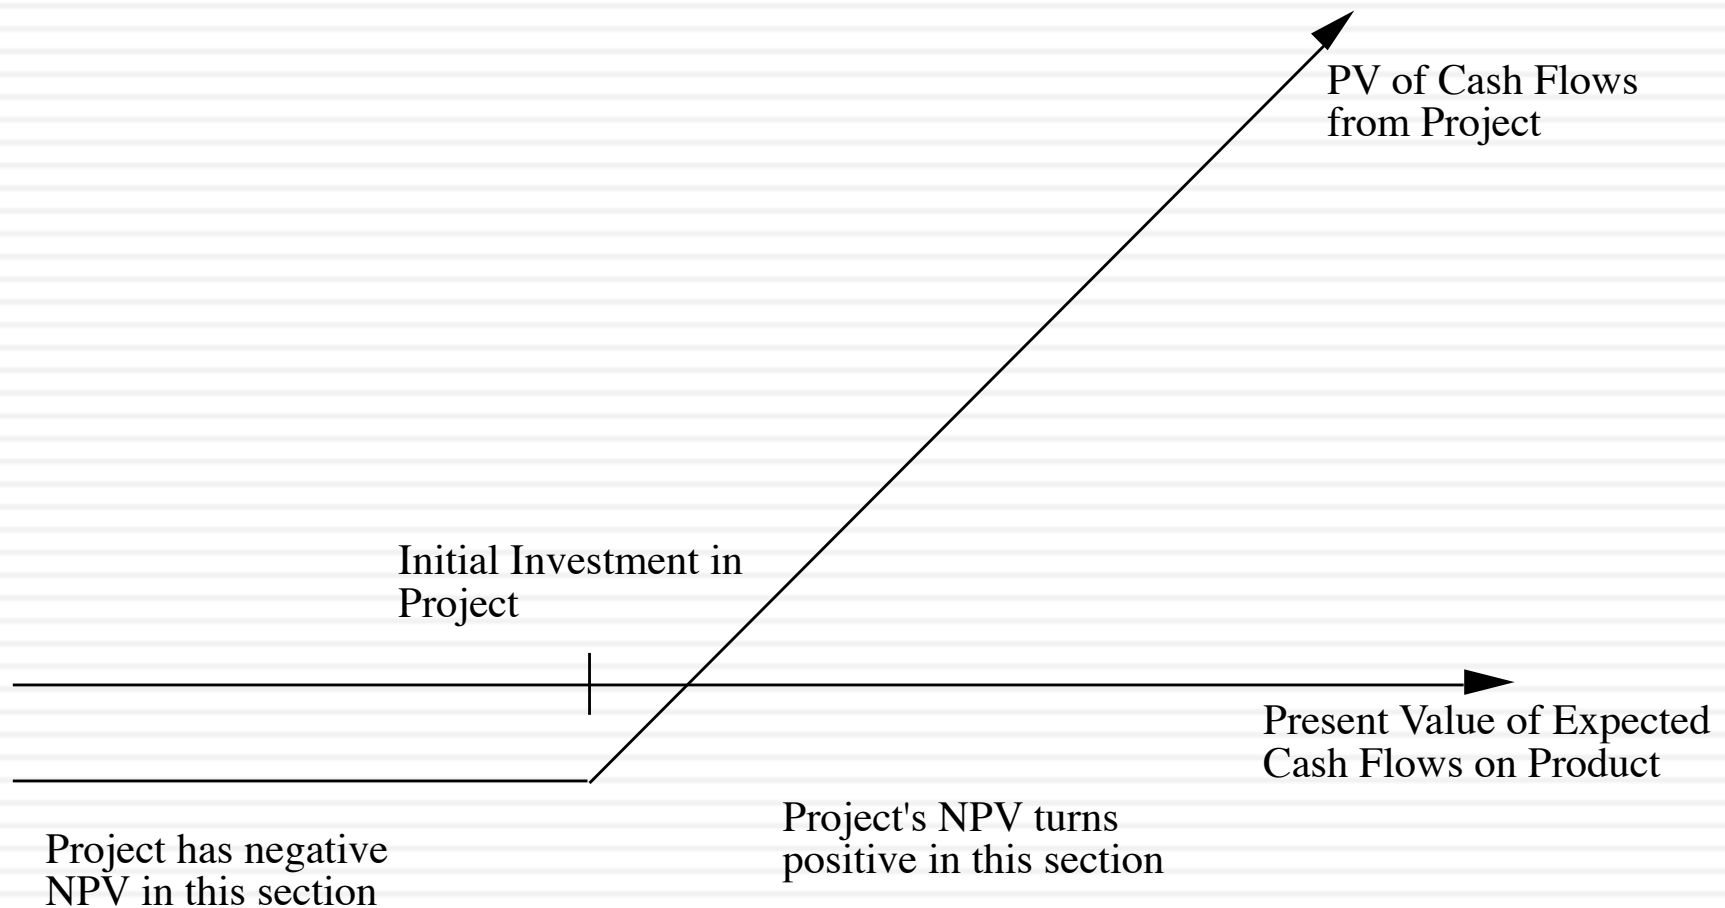 PV of Cash Flows
from Project
Initial Investment in
Project
Present Value of Expected
Cash Flows on Product
Project's NPV turns
positive in this section
Project has negative
NPV in this section